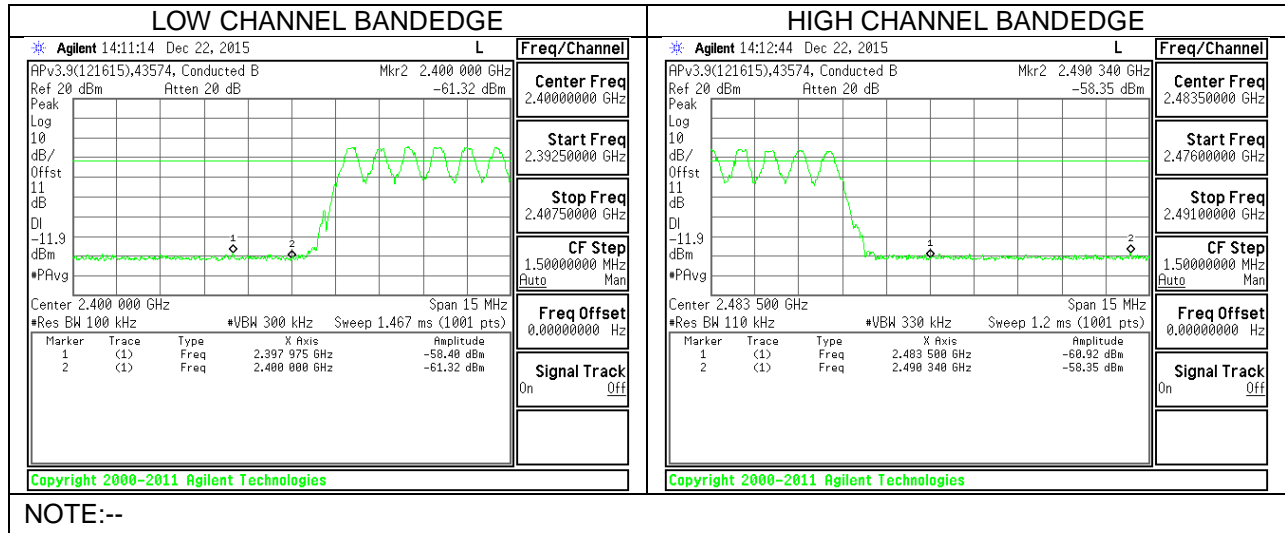 LOW CHANNEL BANDEDGE
Agilent 14:11:14 Dec 22, 2015 L
Freq/Channel
APv3.9(121615),43574, Conducted B Mkr2 2.400 000 GHz
Ref 20 dBm Atten 20 dB -61.32 dBm
Peak
Log
10
dB/
Offst
11
dB
DI
-11.9
dBm
#PAvg
1
2
Center 2.400 000 GHz Span 15 MHz
#Res BW 100 kHz #VBW 300 kHz Sweep 1.467 ms (1001 pts)
Marker Trace Type X Axis Amplitude
1 (1) Freq 2.397 975 GHz -58.40 dBm
2 (1) Freq 2.400 000 GHz -61.32 dBm
Center Freq
2.40000000 GHz
Start Freq
2.39250000 GHz
Stop Freq
2.40750000 GHz
CF Step
1.50000000 MHz
Auto Man
Freq Offset
0.00000000 Hz
Signal Track
On Off
Copyright 2000-2011 Agilent Technologies
HIGH CHANNEL BANDEDGE
Agilent 14:12:44 Dec 22, 2015 L
Freq/Channel
APv3.9(121615),43574, Conducted B Mkr2 2.490 340 GHz
Ref 20 dBm Atten 20 dB -58.35 dBm
Peak
Log
10
dB/
Offst
11
dB
DI
-11.9
dBm
#PAvg
1
2
Center 2.483 500 GHz Span 15 MHz
#Res BW 110 kHz #VBW 330 kHz Sweep 1.2 ms (1001 pts)
Marker Trace Type X Axis Amplitude
1 (1) Freq 2.483 500 GHz -60.92 dBm
2 (1) Freq 2.490 340 GHz -58.35 dBm
Center Freq
2.48350000 GHz
Start Freq
2.47600000 GHz
Stop Freq
2.49100000 GHz
CF Step
1.50000000 MHz
Auto Man
Freq Offset
0.00000000 Hz
Signal Track
On Off
Copyright 2000-2011 Agilent Technologies
NOTE:--